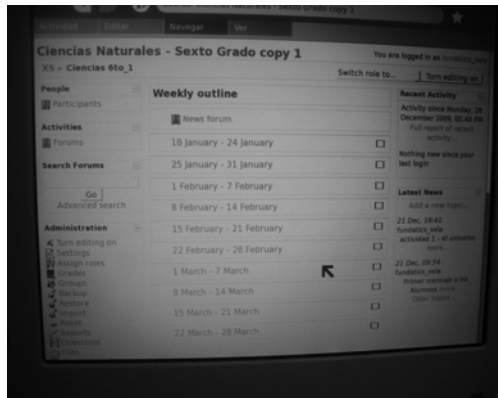 Actividad Editar Navegar Ver
Ciencias Naturales - Sexto Grado copy 1
You are logged in as fundatics_xela
XS » Ciencias 6to_1
Switch role to...
Turn editing on
People
Participants
Activities
Forums
Search Forums
Go
Advanced search
Administration
Turn editing on
Settings
Assign roles
Grades
Groups
Backup
Restore
Import
Reset
Reports
Questions
Files
Weekly outline
News forum
18 January - 24 January
25 January - 31 January
1 February - 7 February
8 February - 14 February
15 February - 21 February
22 February - 28 February
1 March - 7 March
8 March - 14 March
15 March - 21 March
22 March - 28 March
Recent Activity
Activity since Monday, 28
December 2009, 05:40 PM
Full report of recent
activity...
Nothing new since your
last login
Latest News
Add a new topic...
21 Dec, 18:41
fundatics_xela
actividad 1 - el universo
more...
21 Dec, 09:54
fundatics_xela
Primer mensaje a los
Alumnos more...
Older topics ...